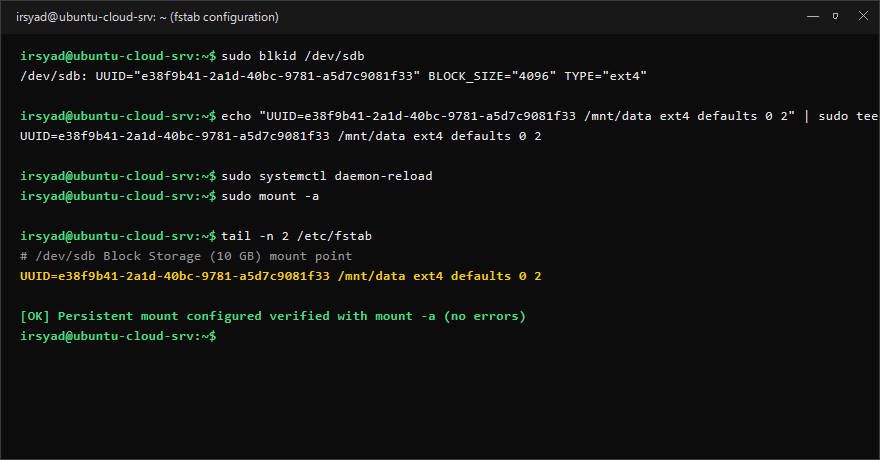 irsyad@ubuntu-cloud-srv: ~ (fstab configuration)
irsyad@ubuntu-cloud-srv:~$ sudo blkid /dev/sdb
/dev/sdb: UUID="e38f9b41-2a1d-40bc-9781-a5d7c9081f33" BLOCK_SIZE="4096" TYPE="ext4"
irsyad@ubuntu-cloud-srv:~$ echo "UUID=e38f9b41-2a1d-40bc-9781-a5d7c9081f33 /mnt/data ext4 defaults 0 2" | sudo tee
UUID=e38f9b41-2a1d-40bc-9781-a5d7c9081f33 /mnt/data ext4 defaults 0 2
irsyad@ubuntu-cloud-srv:~$ sudo systemctl daemon-reload
irsyad@ubuntu-cloud-srv:~$ sudo mount -a
irsyad@ubuntu-cloud-srv:~$ tail -n 2 /etc/fstab
# /dev/sdb Block Storage (10 GB) mount point
UUID=e38f9b41-2a1d-40bc-9781-a5d7c9081f33 /mnt/data ext4 defaults 0 2
[OK] Persistent mount configured verified with mount -a (no errors)
irsyad@ubuntu-cloud-srv:~$